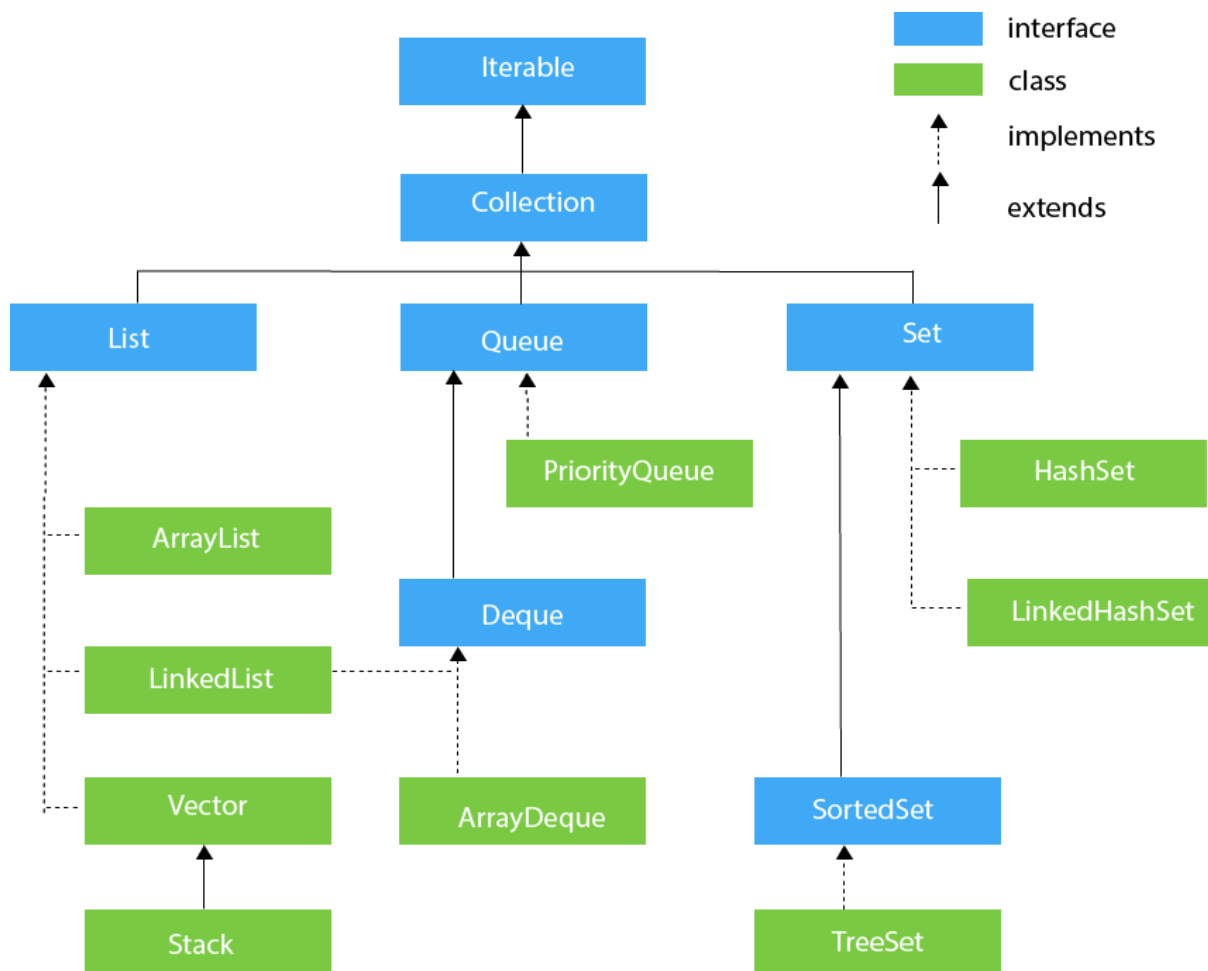 interface
Iterable
class
implements
Collection
extends
List
Queue
Set
PriorityQueue
HashSet
ArrayList
Deque
LinkedHashSet
LinkedList
Vector
ArrayDeque
SortedSet
Stack
TreeSet